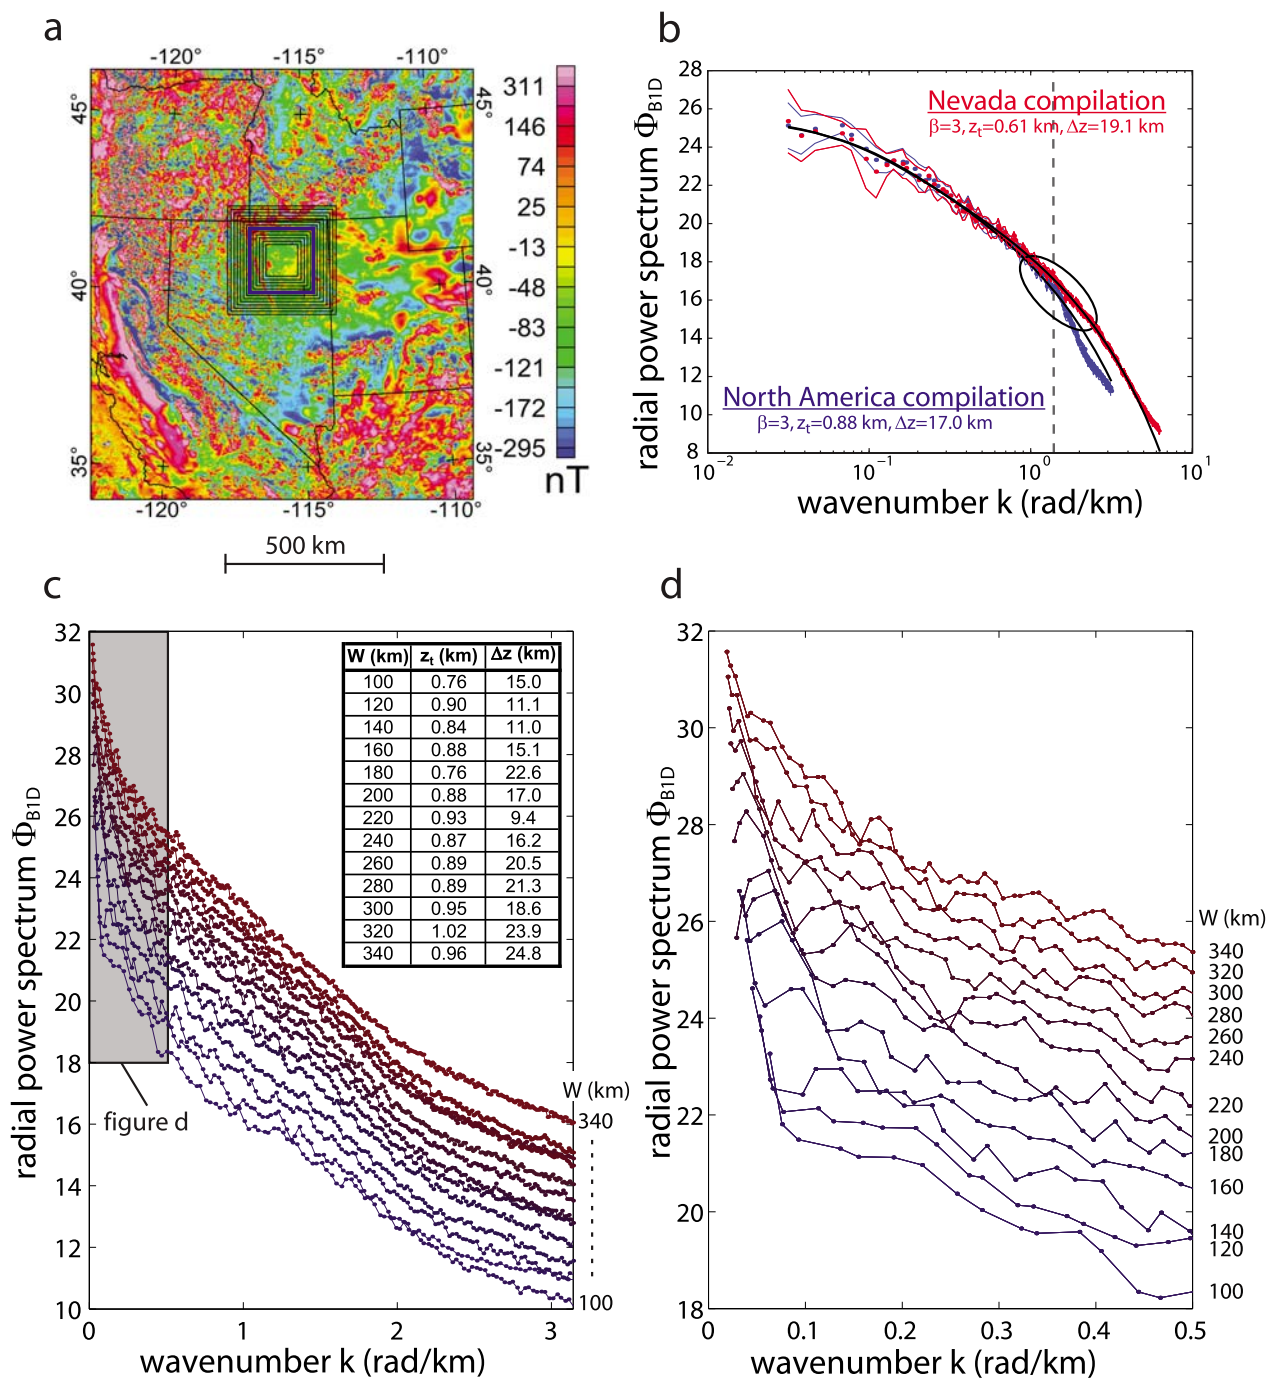 a
-120°
-115°
-110°
45°
45°
40°
40°
35°
35°
-120°
-115°
-110°
311
146
74
25
-13
-48
-83
-121
-172
-295
nT
500 km
b
radial power spectrum Φ_B1D
28
26
24
22
20
18
16
14
12
10
8
Nevada compilation
β=3, z_t=0.61 km, Δz=19.1 km
North America compilation
β=3, z_t=0.88 km, Δz=17.0 km
10^-2
10^-1
10^0
10^1
wavenumber k (rad/km)
c
radial power spectrum Φ_B1D
32
30
28
26
24
22
20
18
16
14
12
10
W (km) z_t (km) Δz (km)
100 0.76 15.0
120 0.90 11.1
140 0.84 11.0
160 0.88 15.1
180 0.76 22.6
200 0.88 17.0
220 0.93 9.4
240 0.87 16.2
260 0.89 20.5
280 0.89 21.3
300 0.95 18.6
320 1.02 23.9
340 0.96 24.8
figure d
W (km)
340
100
0 1 2 3
wavenumber k (rad/km)
d
radial power spectrum Φ_B1D
32
30
28
26
24
22
20
18
W (km)
340
320
300
280
260
240
220
200
180
160
140
120
100
0 0.1 0.2 0.3 0.4 0.5
wavenumber k (rad/km)